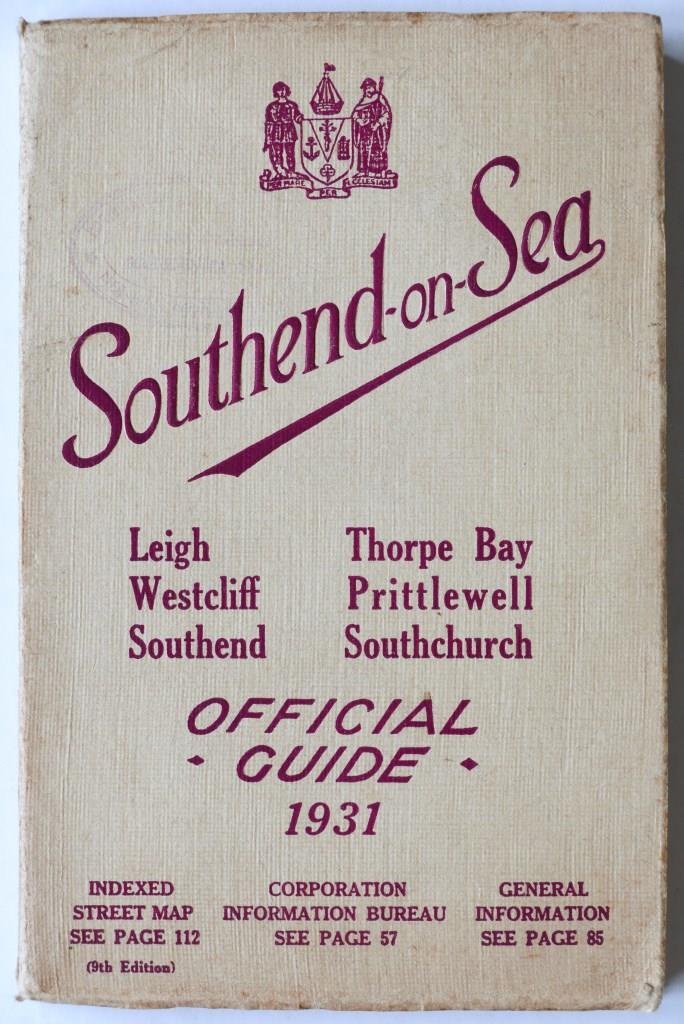 PER MARE
PER
ECCLESIAM
Southend-on-Sea
Leigh Thorpe Bay
Westcliff Prittlewell
Southend Southchurch
OFFICIAL
• GUIDE •
1931
INDEXED CORPORATION GENERAL
STREET MAP INFORMATION BUREAU INFORMATION
SEE PAGE 112 SEE PAGE 57 SEE PAGE 85
(9th Edition)